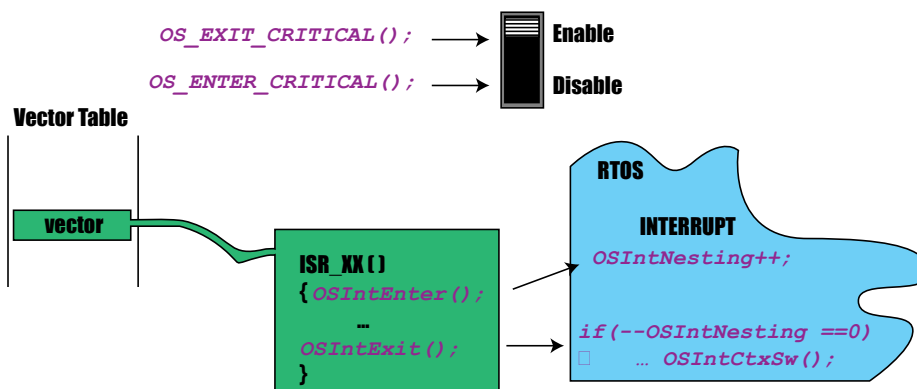 OS_EXIT_CRITICAL();
Enable
OS_ENTER_CRITICAL();
Disable
Vector Table
vector
ISR_XX ( )
{ OSIntEnter();
...
OSIntExit();
}
RTOS
INTERRUPT
OSIntNesting++;
if(--OSIntNesting ==0)
… OSIntCtxSw();